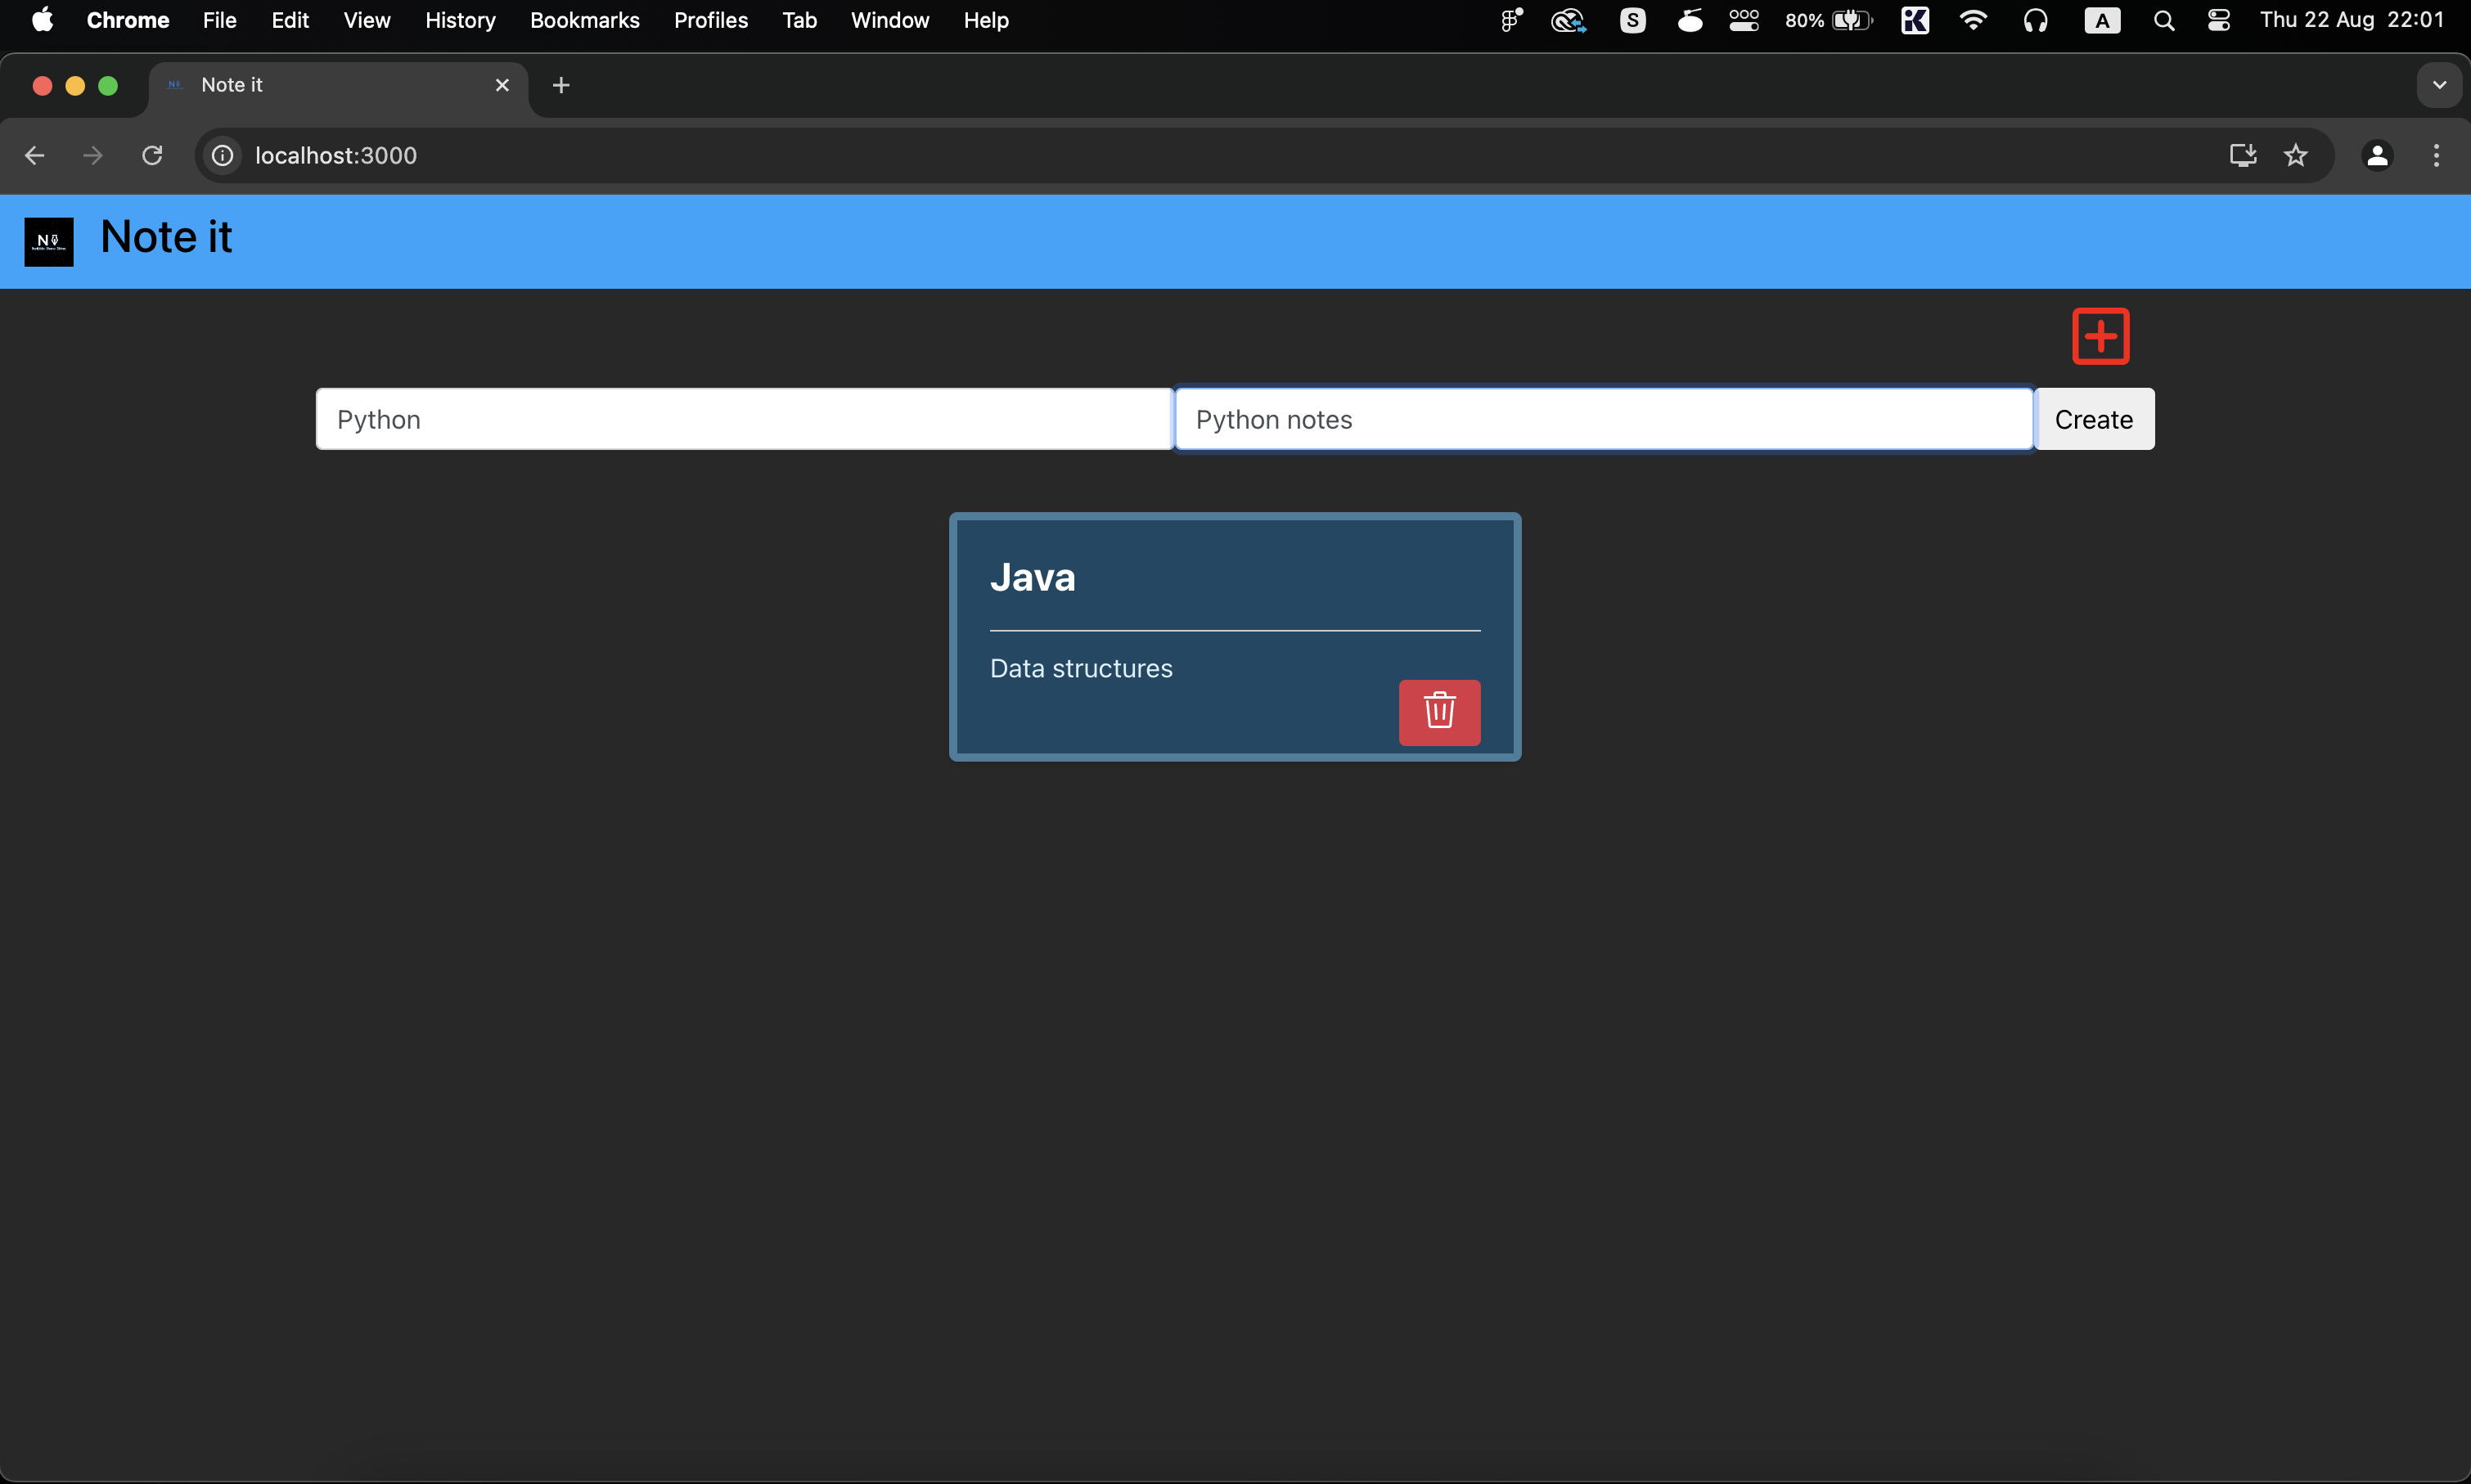 Chrome File Edit View History Bookmarks Profiles Tab Window Help S 80% K A Thu 22 Aug 22:01
Note it
localhost:3000
N Note it
Python Python notes Create
Java
Data structures